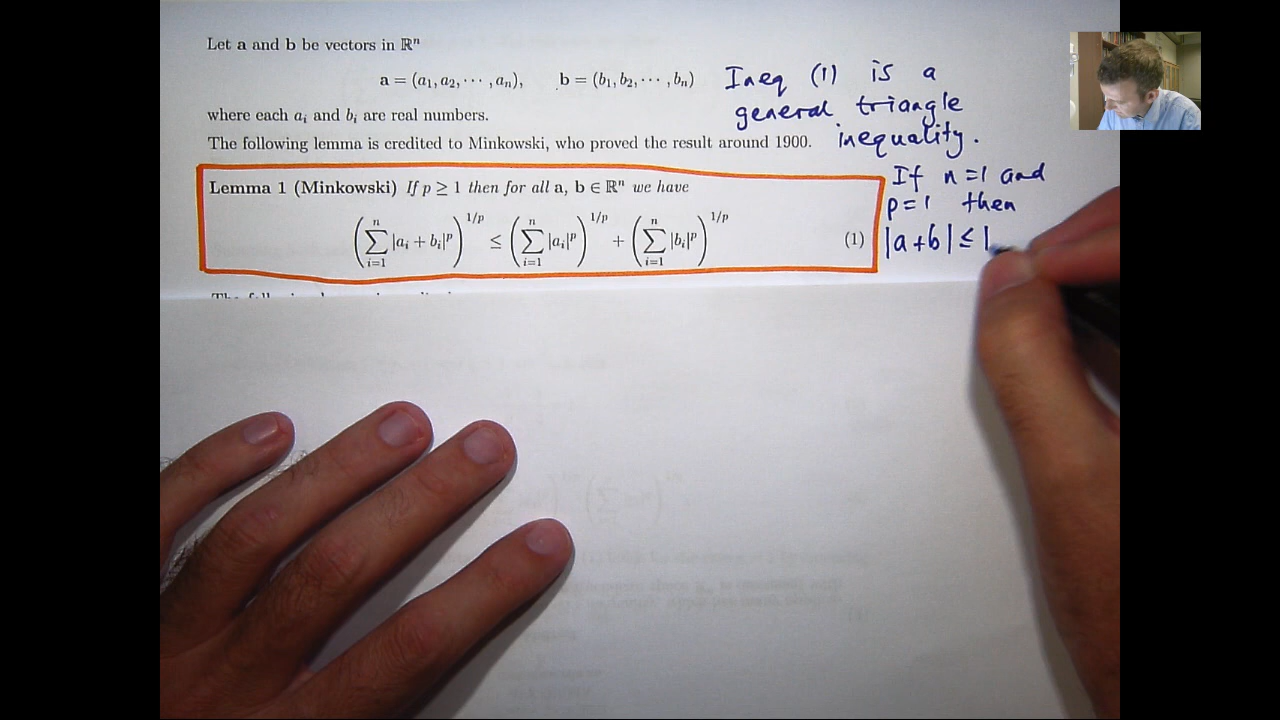 Let a and b be vectors in ℝⁿ
a = (a₁, a₂, ⋯ , aₙ), b = (b₁, b₂, ⋯ , bₙ)
where each aᵢ and bᵢ are real numbers.
The following lemma is credited to Minkowski, who proved the result around 1900.
Lemma 1 (Minkowski) If p ≥ 1 then for all a, b ∈ ℝⁿ we have
(∑ᵢ₌₁ⁿ |aᵢ + bᵢ|ᵖ)^{1/p} ≤ (∑ᵢ₌₁ⁿ |aᵢ|ᵖ)^{1/p} + (∑ᵢ₌₁ⁿ |bᵢ|ᵖ)^{1/p} (1)
Ineq (1) is a
general triangle
inequality.
If n=1 and
p=1 then
|a+b| ≤ |